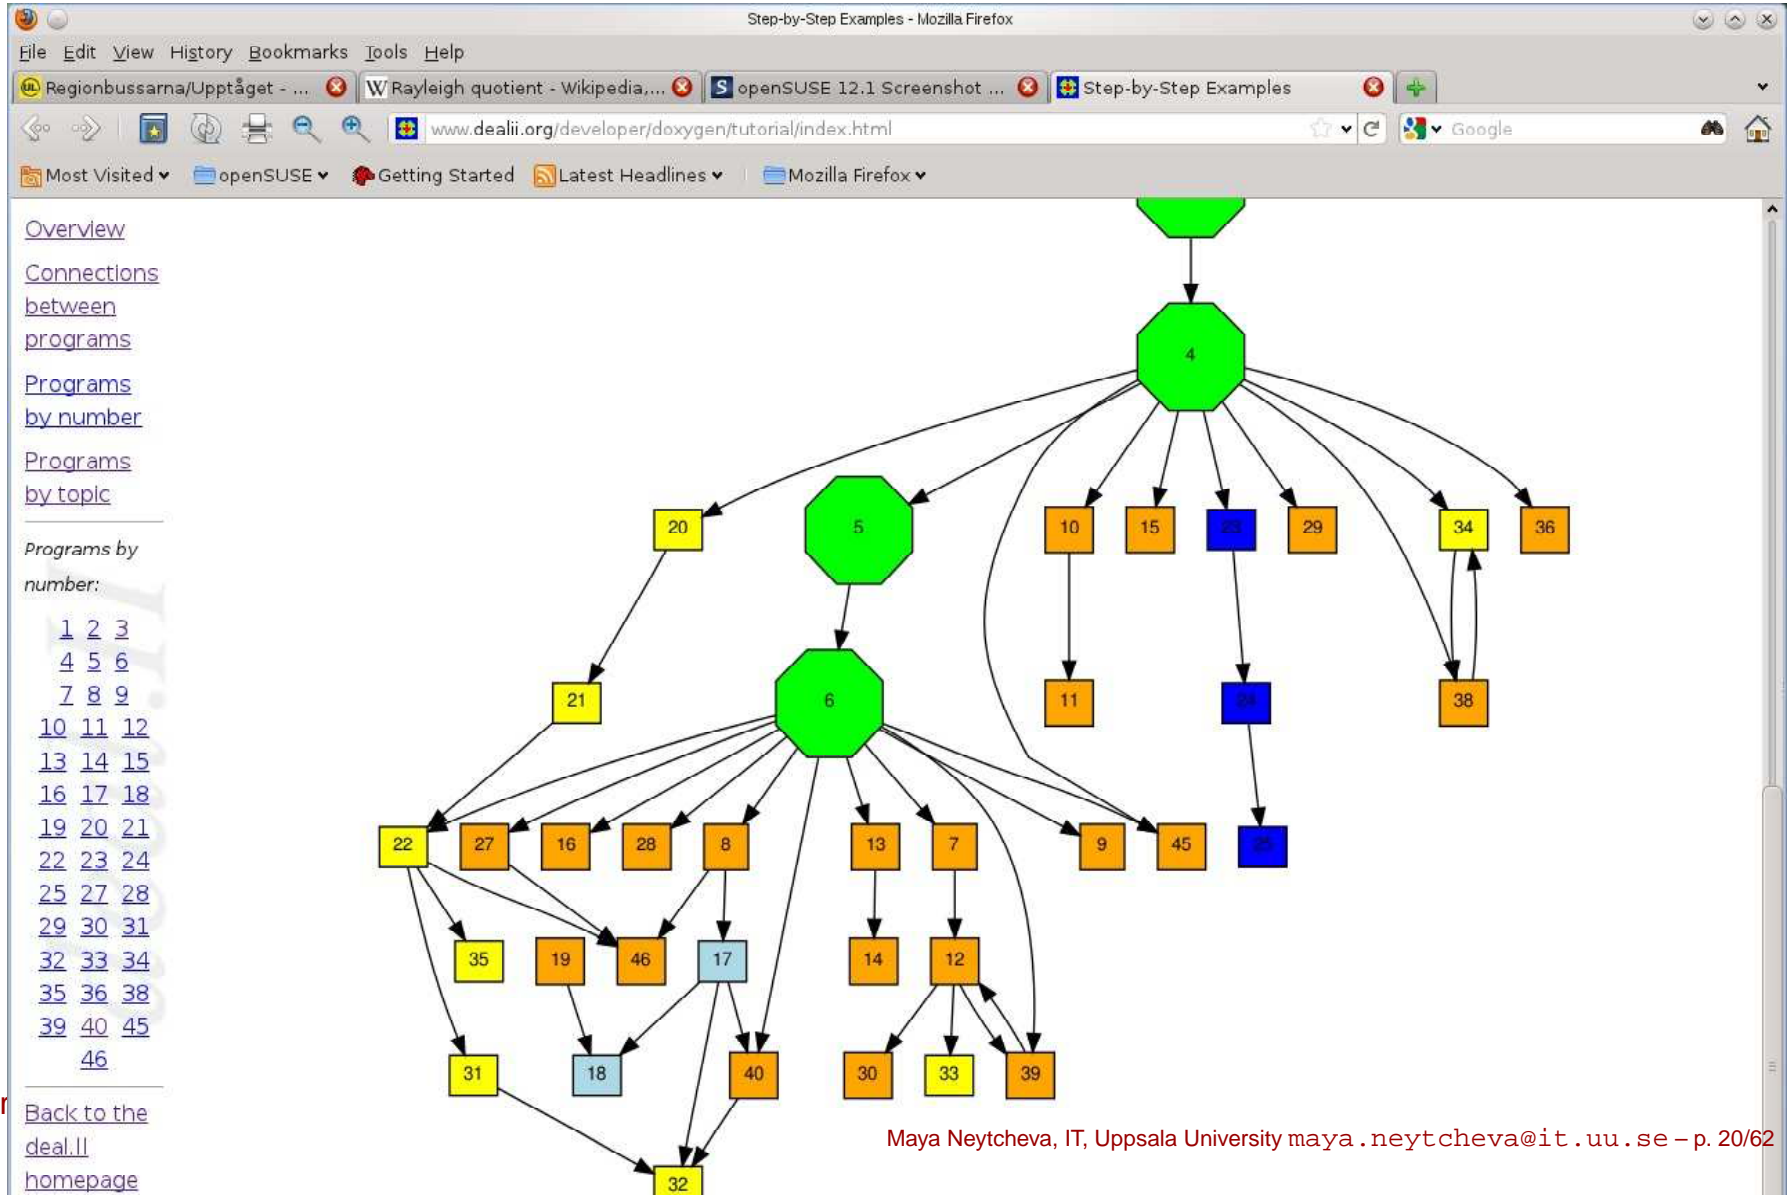 Step-by-Step Examples - Mozilla Firefox
File Edit View History Bookmarks Tools Help
Regionbussarna/Upptåget - ... Rayleigh quotient - Wikipedia,... openSUSE 12.1 Screenshot ... Step-by-Step Examples
www.dealii.org/developer/doxygen/tutorial/index.html Google
Most Visited openSUSE Getting Started Latest Headlines Mozilla Firefox
Overview
Connections
between
programs
Programs
by number
Programs
by topic
Programs by
number:
1 2 3
4 5 6
7 8 9
10 11 12
13 14 15
16 17 18
19 20 21
22 23 24
25 27 28
29 30 31
32 33 34
35 36 38
39 40 45
46
Back to the
deal.II
homepage
4
20 5 10 15 23 29 34 36
21 6 11 24 38
22 27 16 28 8 13 7 9 45 25
35 19 46 17 14 12
31 18 40 30 33 39
32
Maya Neytcheva, IT, Uppsala University maya.neytcheva@it.uu.se – p. 20/62